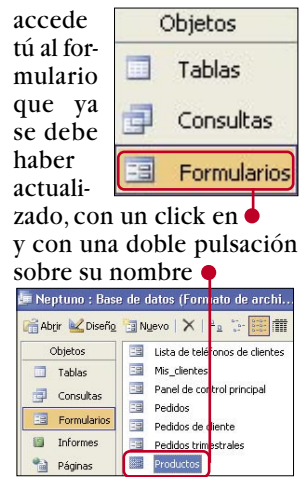 accede
tú al for-
mulario
que ya
se debe
haber
actuali-
zado, con un click en
y con una doble pulsación
sobre su nombre
Objetos
Tablas
Consultas
Formularios
Neptuno : Base de datos (Formato de archi...
Abrir Diseño Nuevo
Objetos
Tablas
Consultas
Formularios
Informes
Páginas
Lista de teléfonos de clientes
Mis_clientes
Panel de control principal
Pedidos
Pedidos de cliente
Pedidos trimestrales
Productos